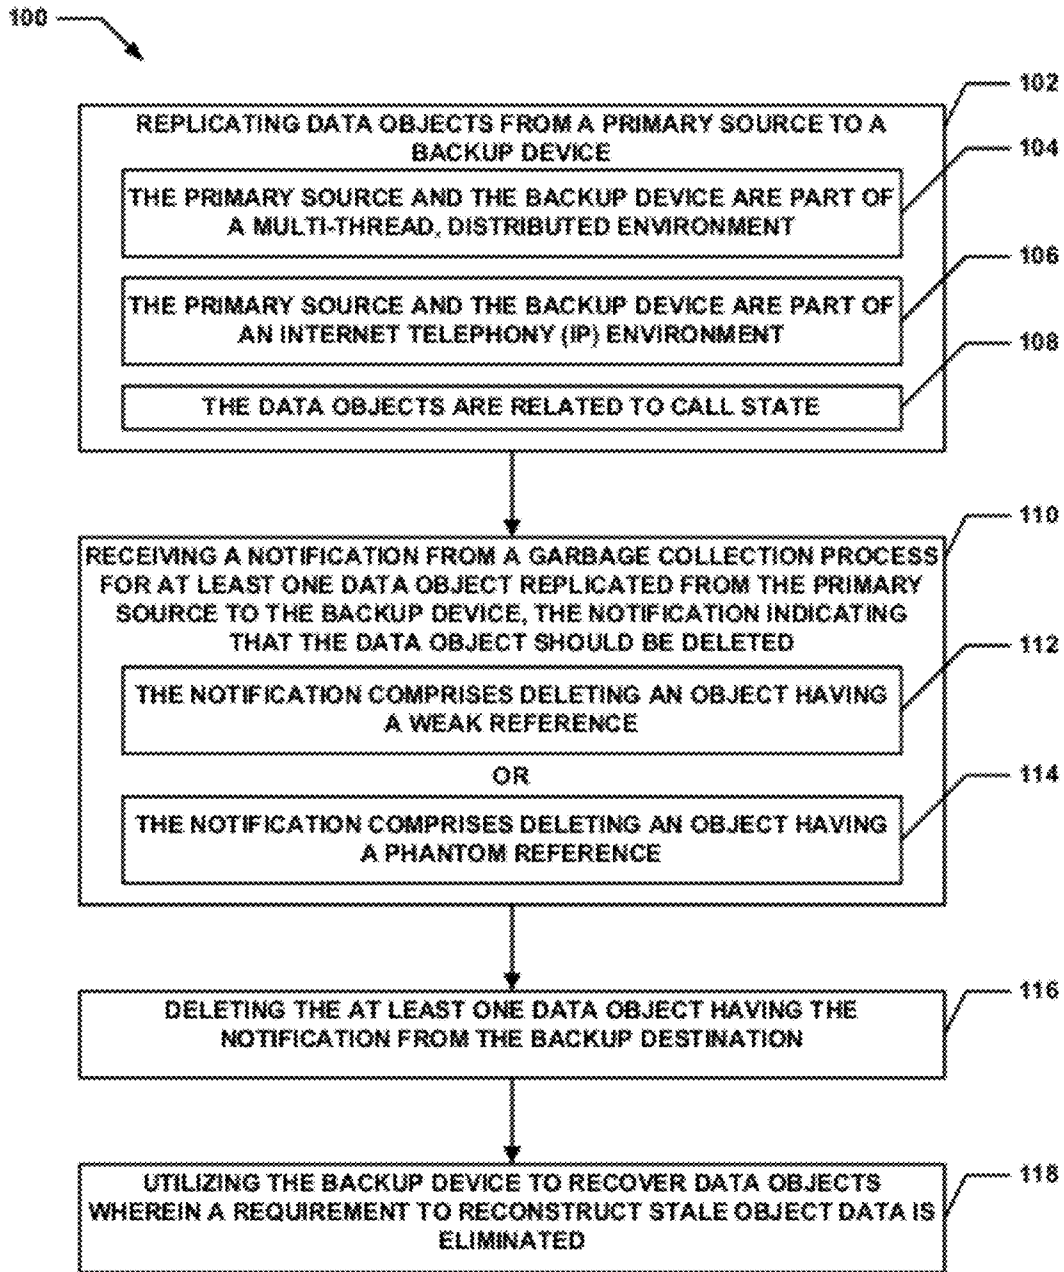 100
102
REPLICATING DATA OBJECTS FROM A PRIMARY SOURCE TO A
BACKUP DEVICE
104
THE PRIMARY SOURCE AND THE BACKUP DEVICE ARE PART OF
A MULTI-THREAD, DISTRIBUTED ENVIRONMENT
106
THE PRIMARY SOURCE AND THE BACKUP DEVICE ARE PART OF
AN INTERNET TELEPHONY (IP) ENVIRONMENT
108
THE DATA OBJECTS ARE RELATED TO CALL STATE
110
RECEIVING A NOTIFICATION FROM A GARBAGE COLLECTION PROCESS
FOR AT LEAST ONE DATA OBJECT REPLICATED FROM THE PRIMARY
SOURCE TO THE BACKUP DEVICE, THE NOTIFICATION INDICATING
THAT THE DATA OBJECT SHOULD BE DELETED
112
THE NOTIFICATION COMPRISES DELETING AN OBJECT HAVING
A WEAK REFERENCE
OR
114
THE NOTIFICATION COMPRISES DELETING AN OBJECT HAVING
A PHANTOM REFERENCE
116
DELETING THE AT LEAST ONE DATA OBJECT HAVING THE
NOTIFICATION FROM THE BACKUP DESTINATION
118
UTILIZING THE BACKUP DEVICE TO RECOVER DATA OBJECTS
WHEREIN A REQUIREMENT TO RECONSTRUCT STALE OBJECT DATA IS
ELIMINATED